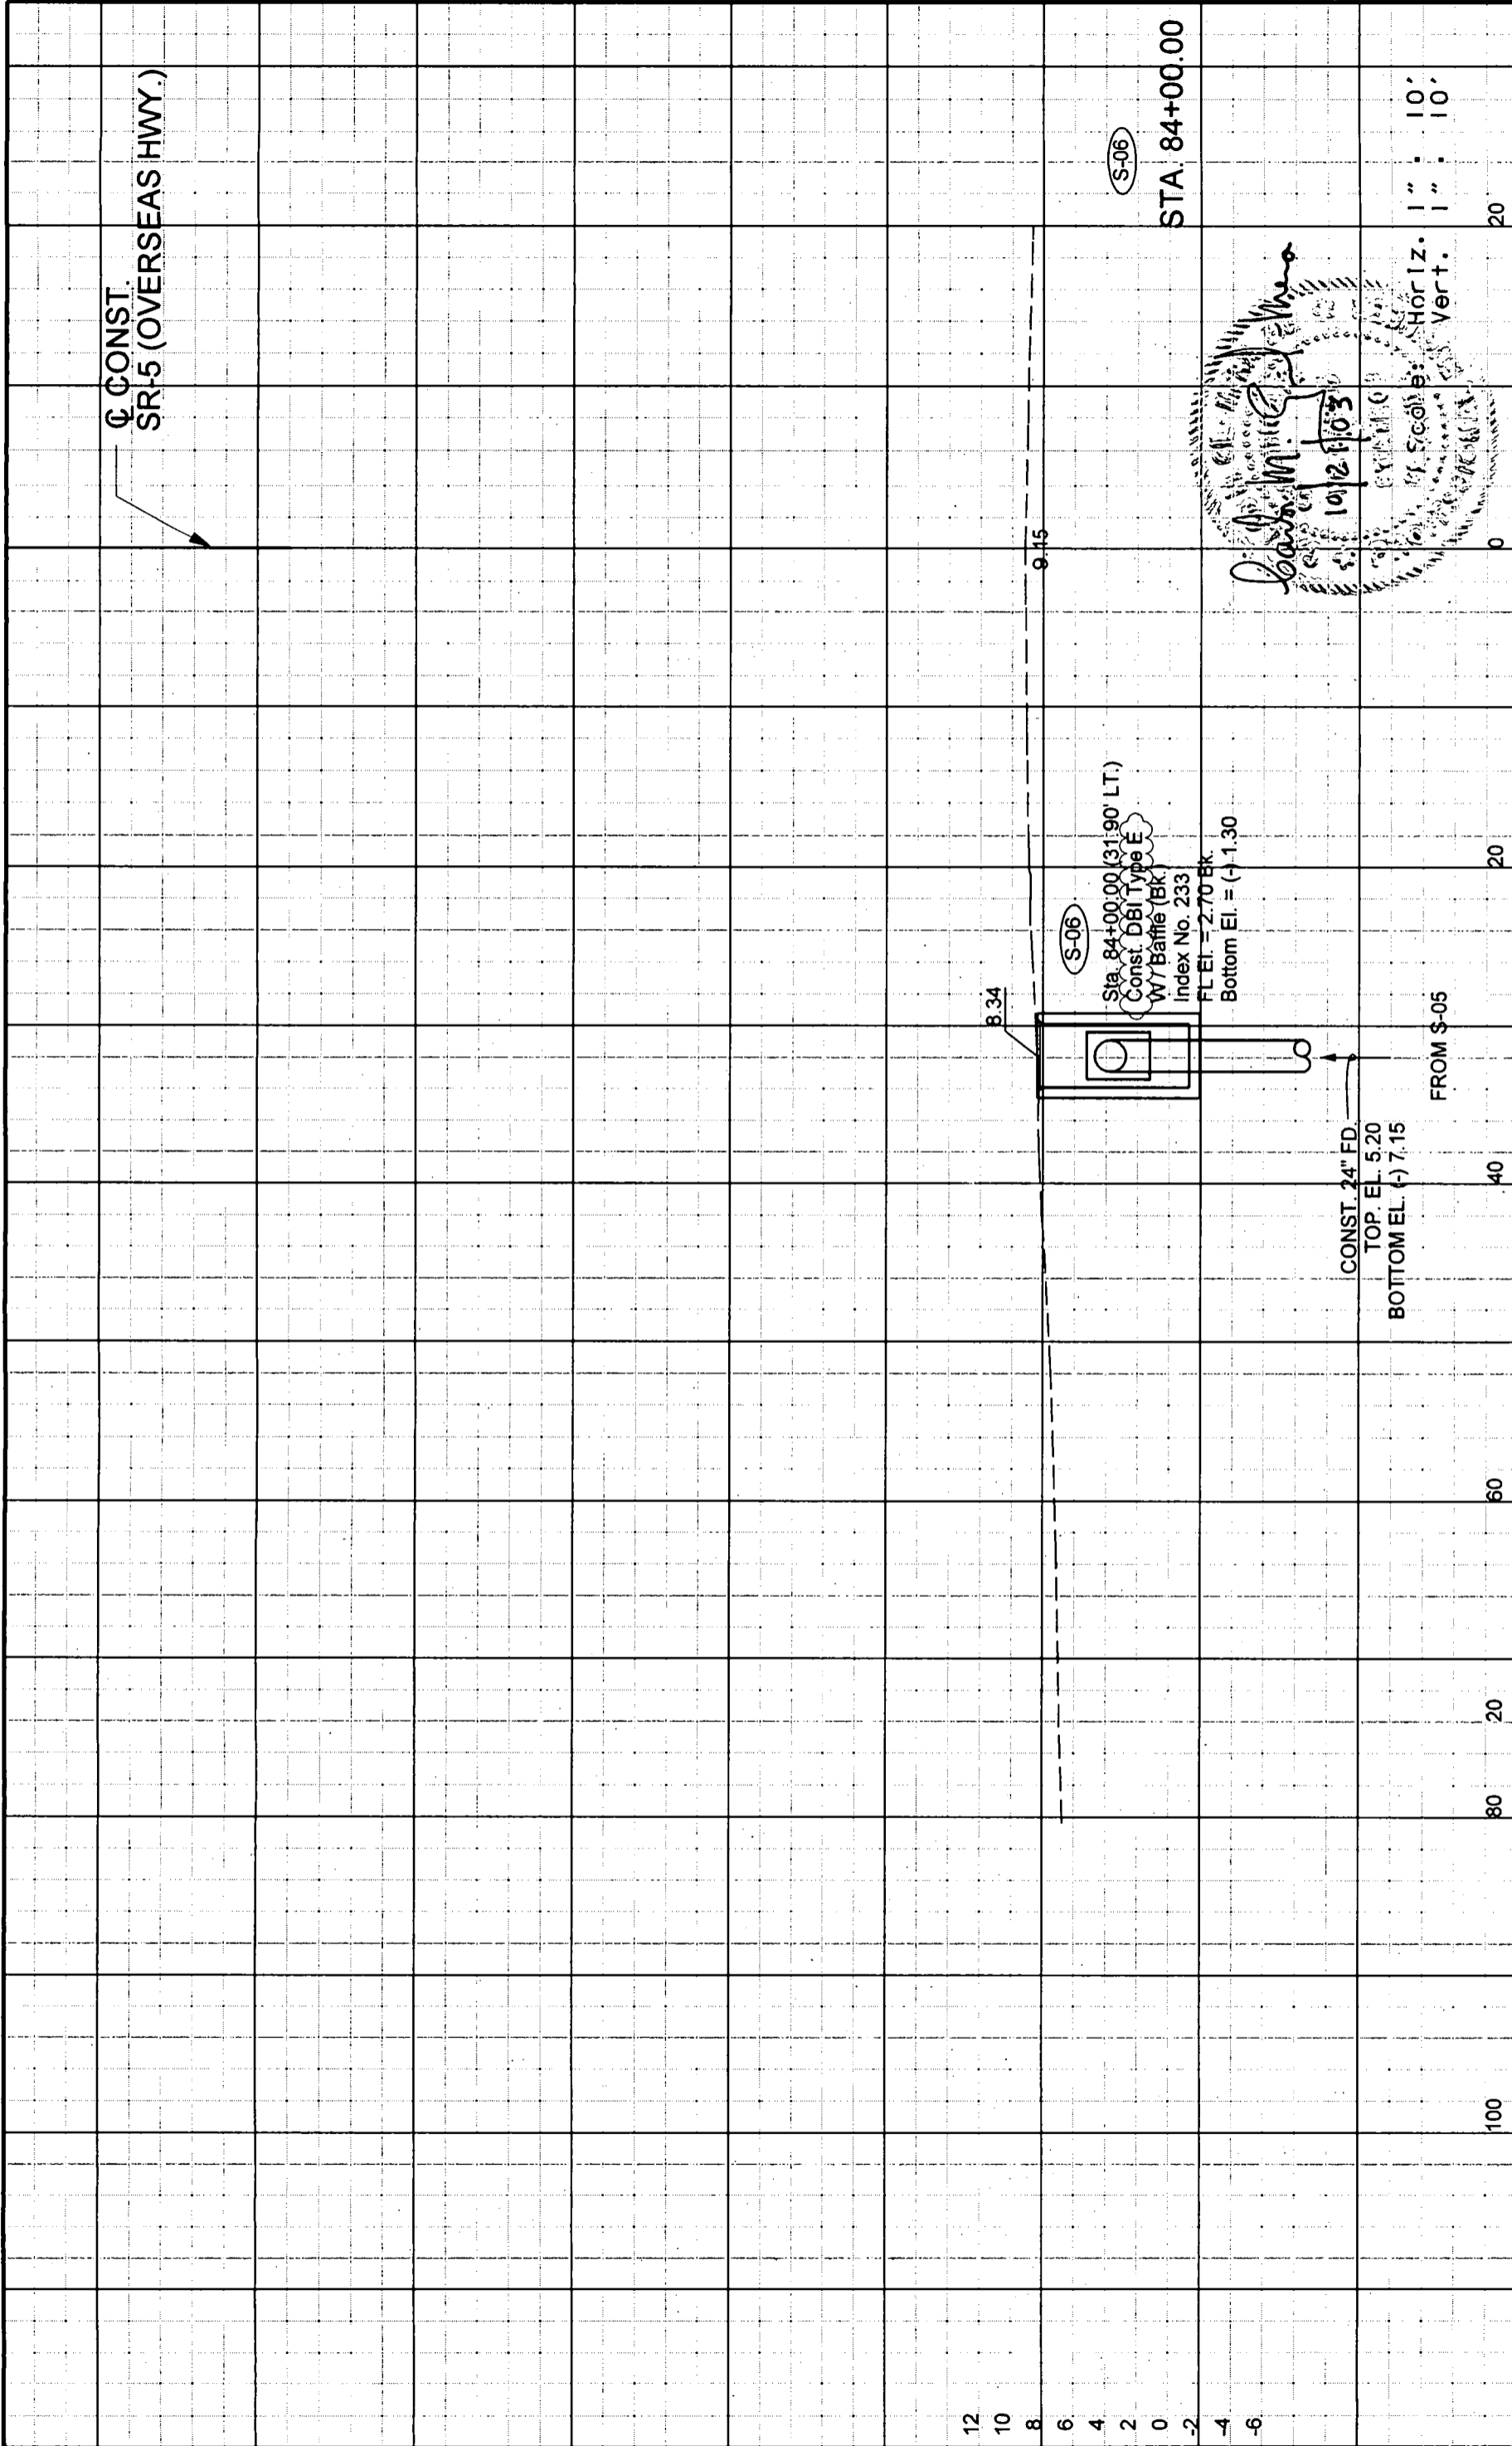 ℄ CONST.
SR-5 (OVERSEAS HWY.)
8.34
9.15
S-06
Sta. 84+00.00 (31.90' LT.)
Const. DBI Type E
W/ Baffle (BK.)
Index No. 233
FL El. = 2.70 BK.
Bottom El. = (-) 1.30
S-06
STA. 84+00.00
CONST. 24" FD.
TOP. EL. 5.20
BOTTOM EL. (-) 7.15
FROM S-05
10/21/03
Scale: Horiz. 1" = 10'
Vert. 1" = 10'
12
10
8
6
4
2
0
-2
-4
-6
100
80
20
60
40
20
0
20